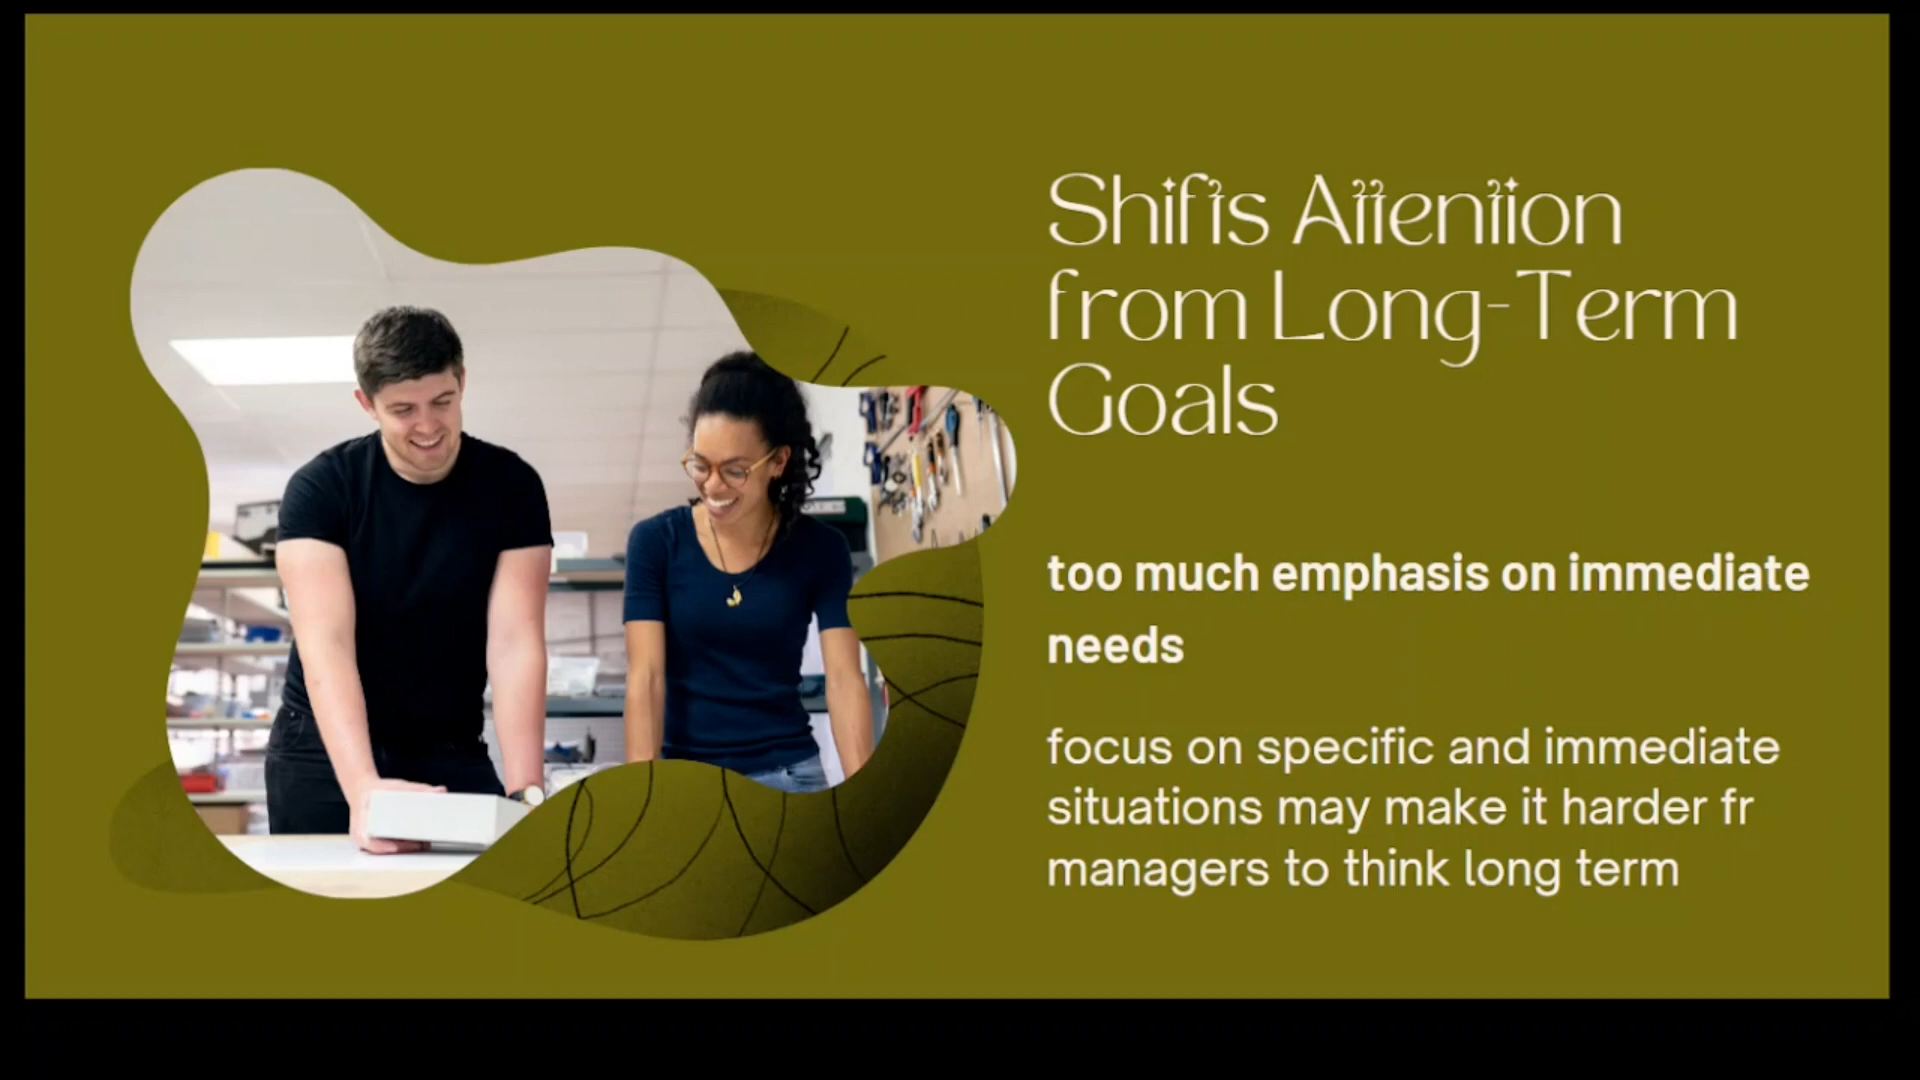 Shifts Attention
from Long-Term
Goals
too much emphasis on immediate
needs
focus on specific and immediate
situations may make it harder fr
managers to think long term